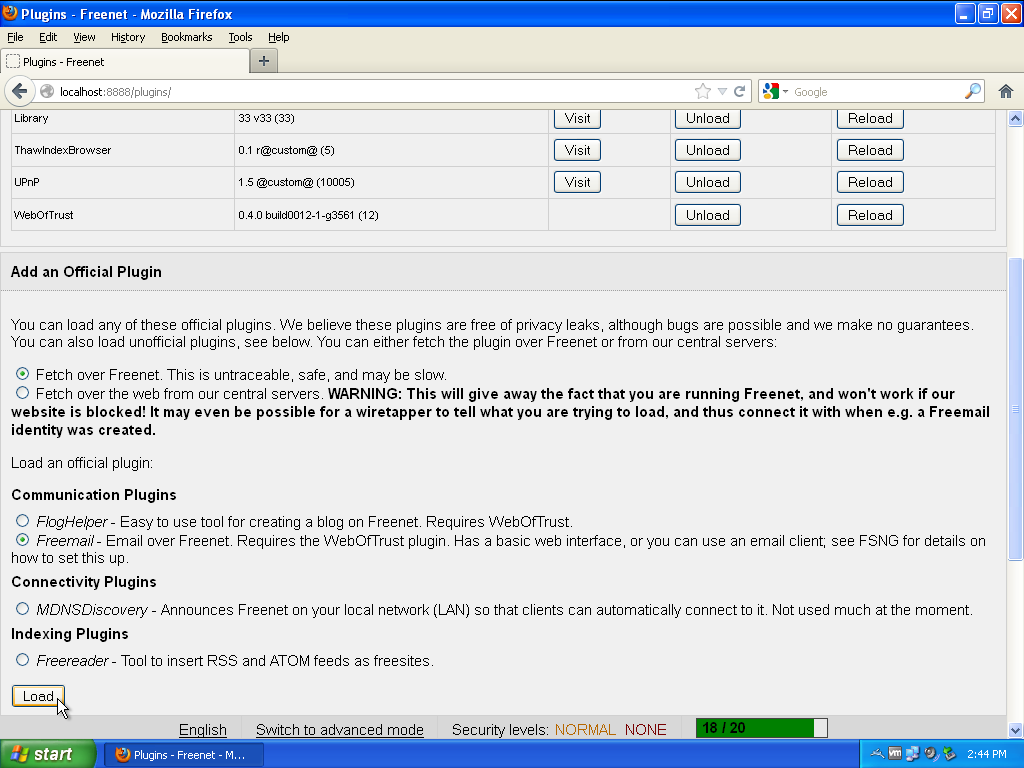 Plugins - Freenet - Mozilla Firefox
File Edit View History Bookmarks Tools Help
Plugins - Freenet
localhost:8888/plugins/ Google
Library 33 v33 (33) Visit Unload Reload
ThawIndexBrowser 0.1 r@custom@ (5) Visit Unload Reload
UPnP 1.5 @custom@ (10005) Visit Unload Reload
WebOfTrust 0.4.0 build0012-1-g3561 (12) Unload Reload
Add an Official Plugin
You can load any of these official plugins. We believe these plugins are free of privacy leaks, although bugs are possible and we make no guarantees.
You can also load unofficial plugins, see below. You can either fetch the plugin over Freenet or from our central servers:
Fetch over Freenet. This is untraceable, safe, and may be slow.
Fetch over the web from our central servers. WARNING: This will give away the fact that you are running Freenet, and won't work if our
website is blocked! It may even be possible for a wiretapper to tell what you are trying to load, and thus connect it with when e.g. a Freemail
identity was created.
Load an official plugin:
Communication Plugins
FlogHelper - Easy to use tool for creating a blog on Freenet. Requires WebOfTrust.
Freemail - Email over Freenet. Requires the WebOfTrust plugin. Has a basic web interface, or you can use an email client; see FSNG for details on
how to set this up.
Connectivity Plugins
MDNSDiscovery - Announces Freenet on your local network (LAN) so that clients can automatically connect to it. Not used much at the moment.
Indexing Plugins
Freereader - Tool to insert RSS and ATOM feeds as freesites.
Load
English Switch to advanced mode Security levels: NORMAL NONE 18 / 20
start Plugins - Freenet - M... vm 2:44 PM